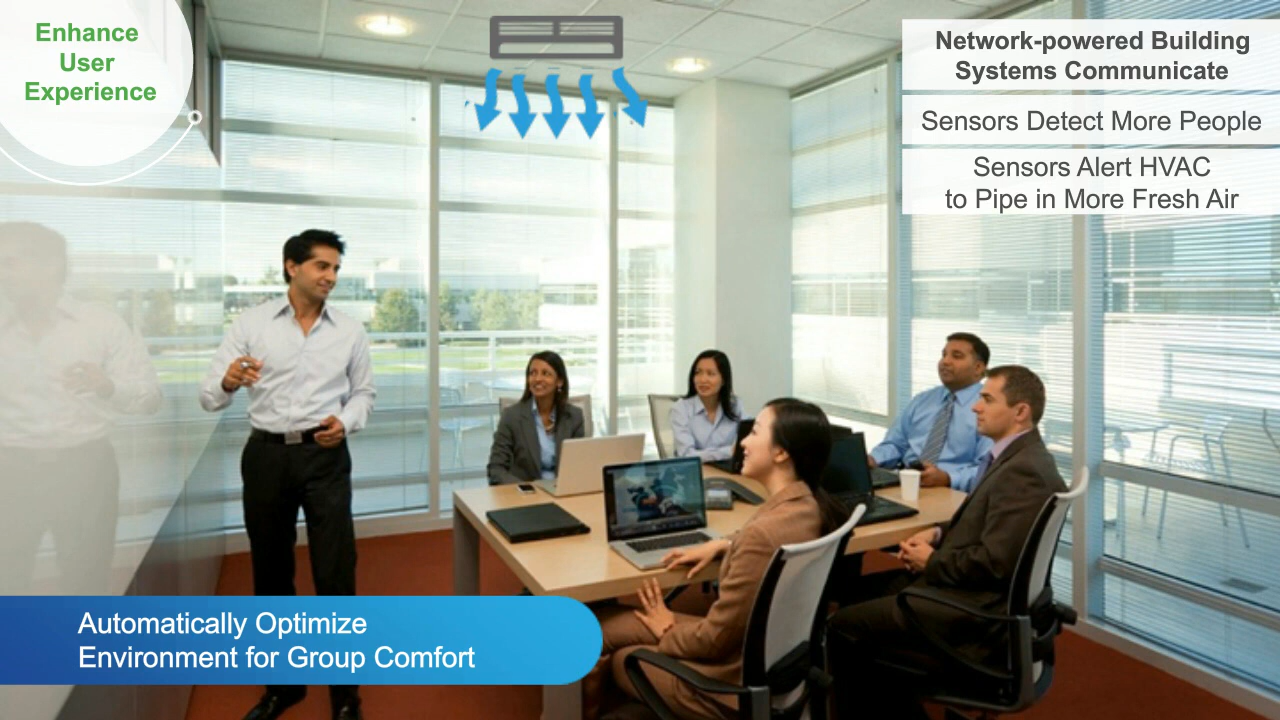 Enhance
User
Experience
Network-powered Building
Systems Communicate
Sensors Detect More People
Sensors Alert HVAC
to Pipe in More Fresh Air
Automatically Optimize
Environment for Group Comfort